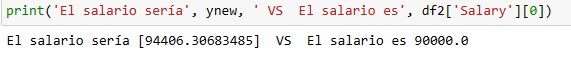 print('El salario sería', ynew, ' VS  El salario es', df2['Salary'][0])
El salario sería [94406.30683485]  VS  El salario es 90000.0